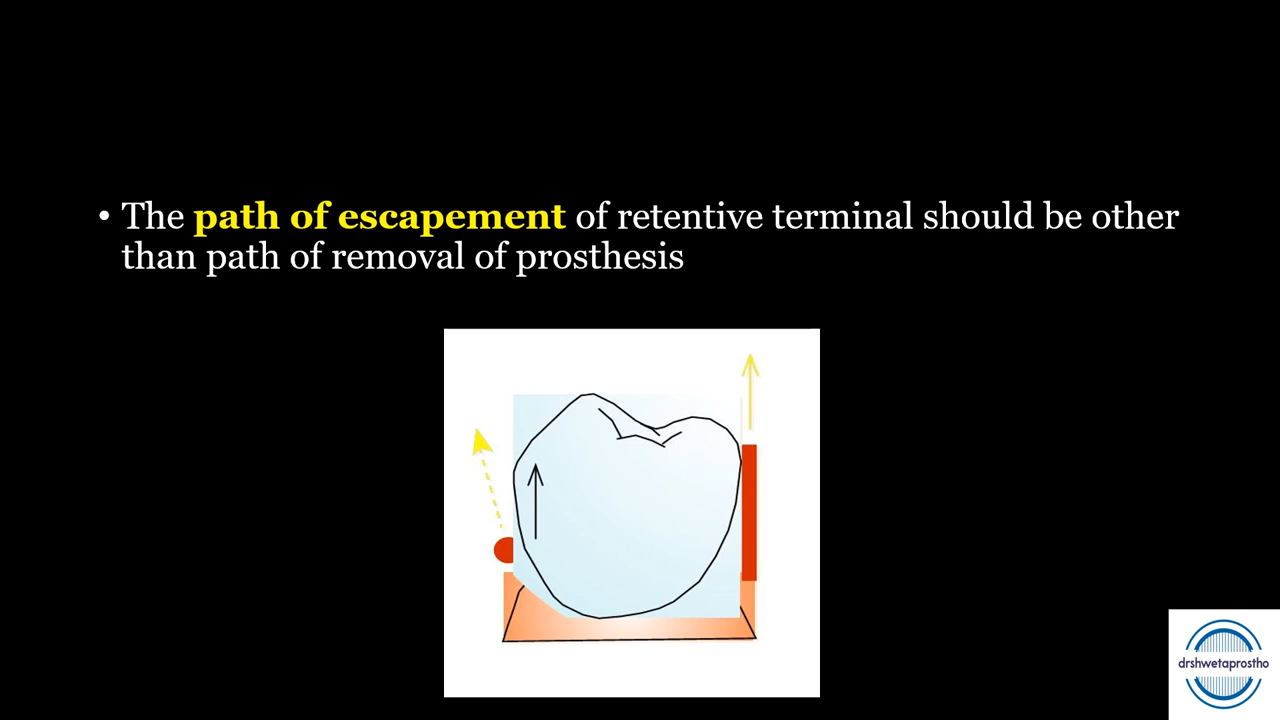 • The path of escapement of retentive terminal should be other
than path of removal of prosthesis
drshwetaprostho